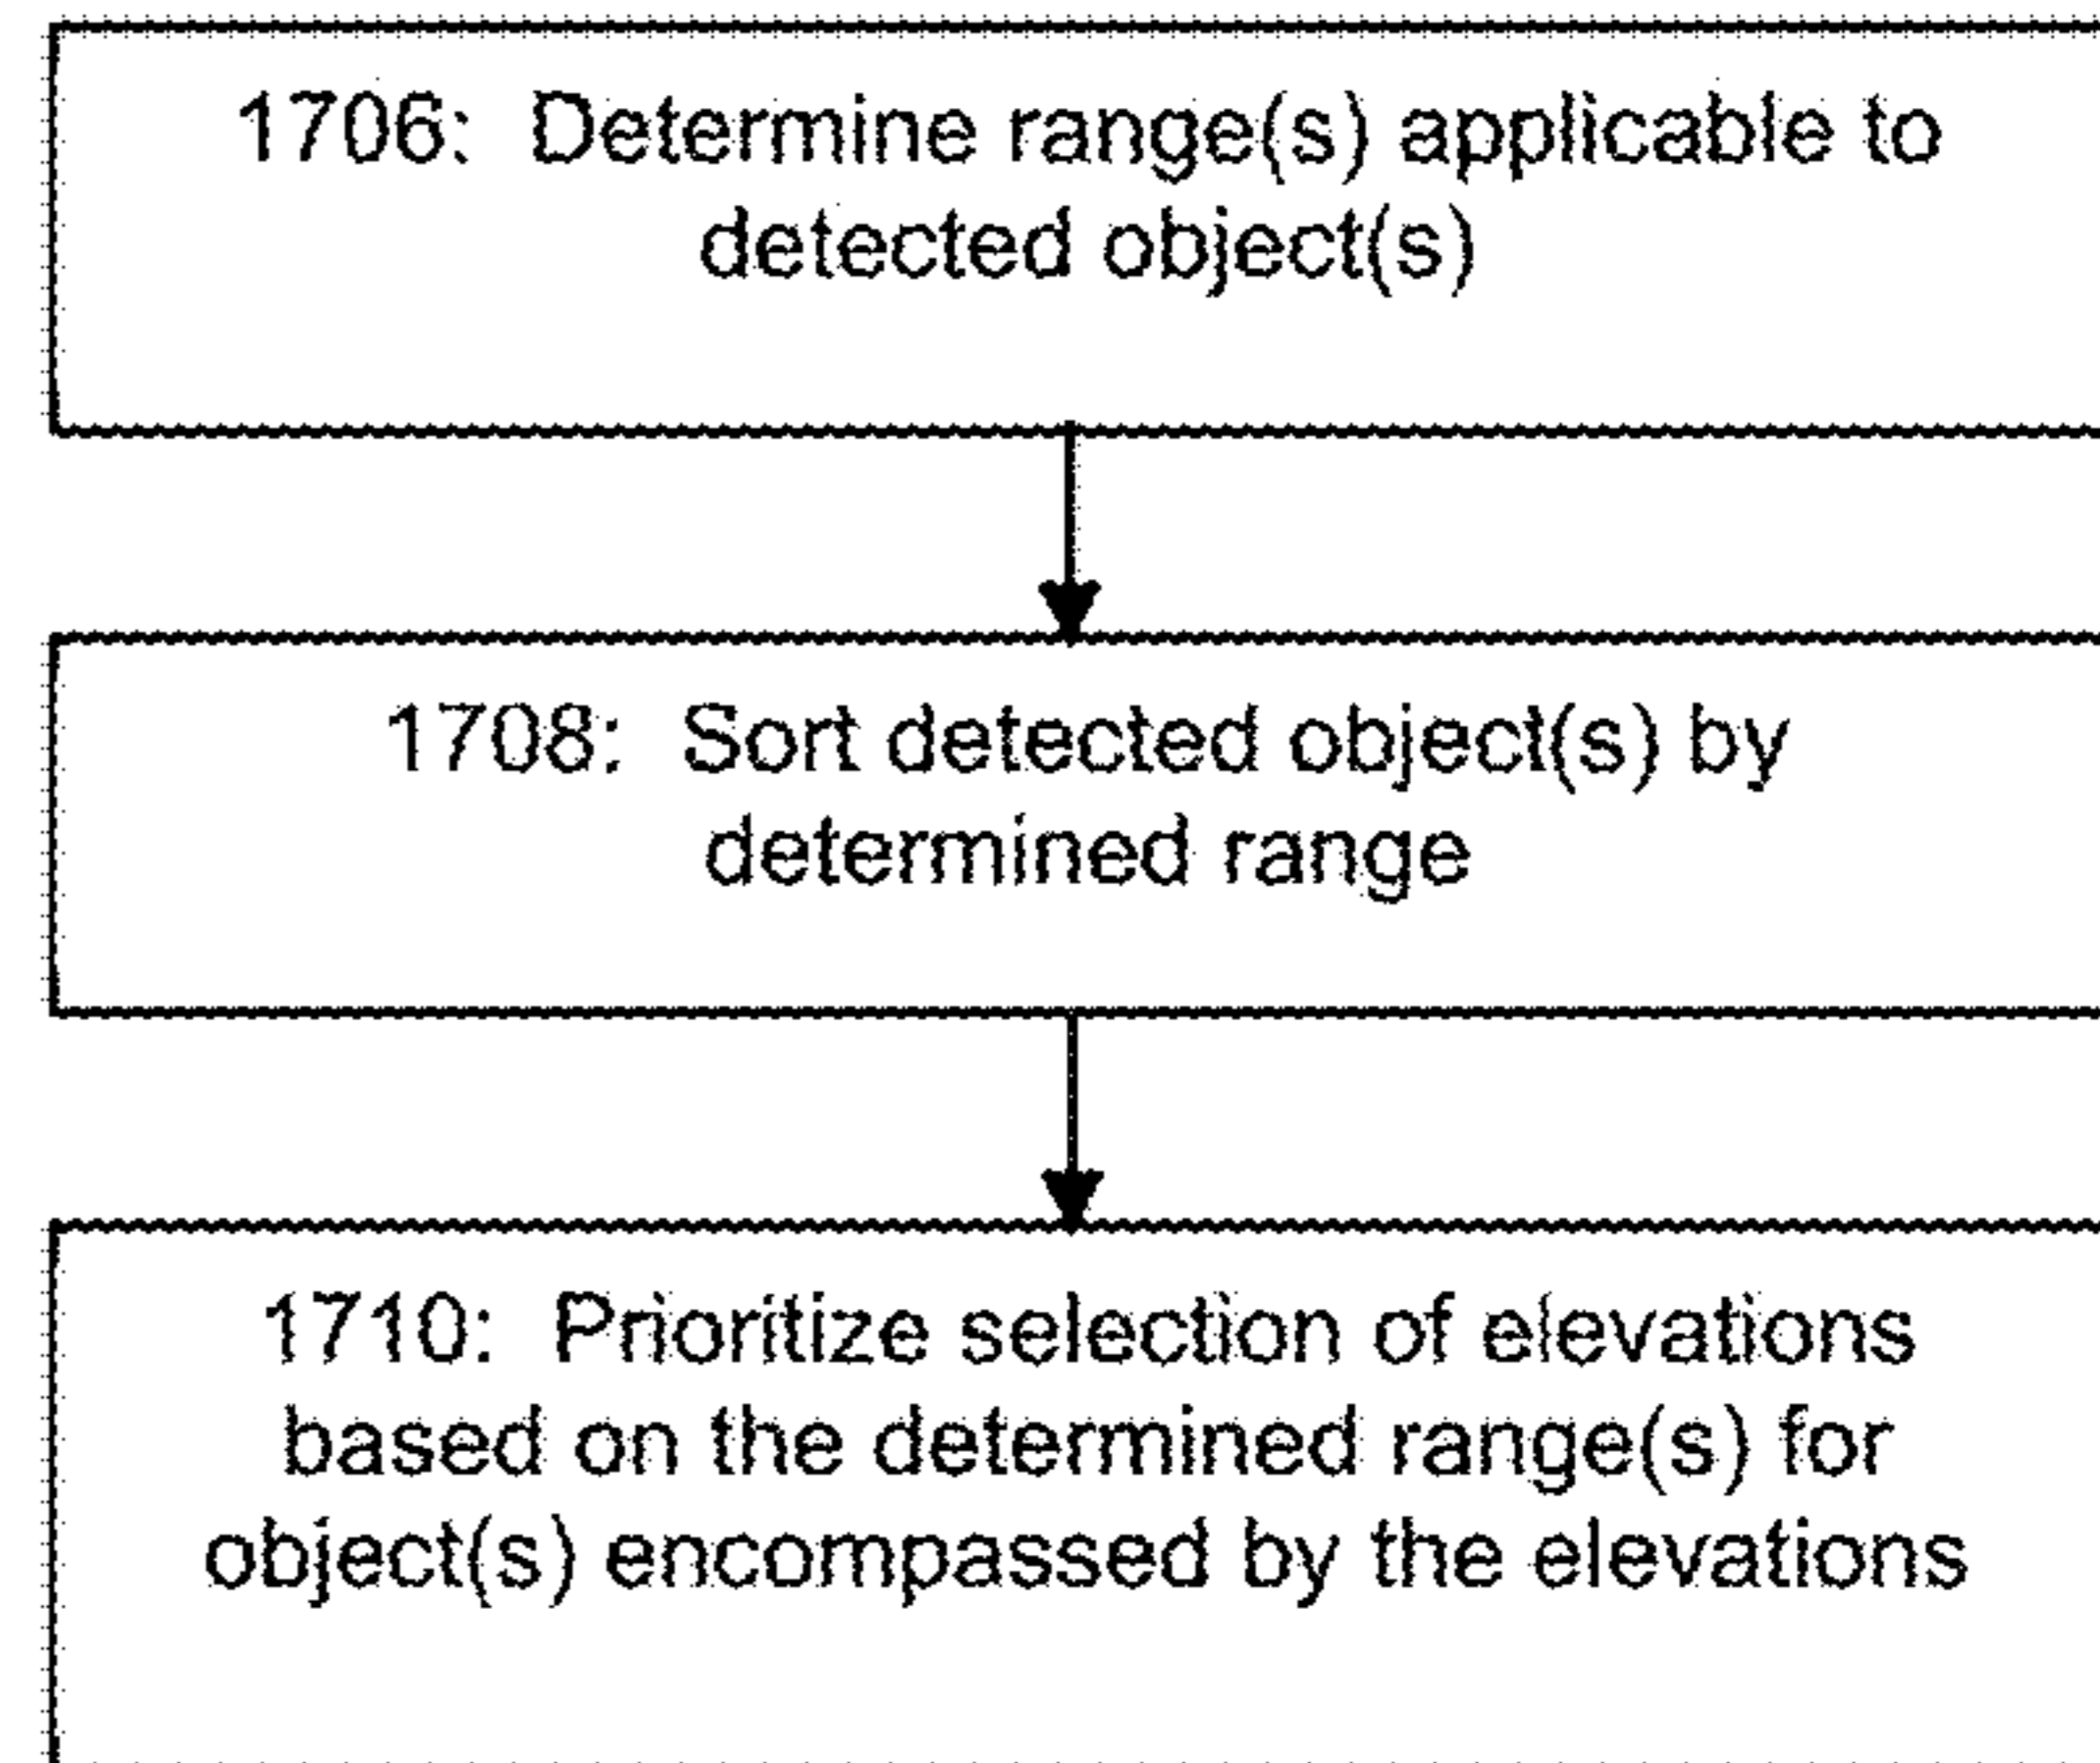 1706:  Determine range(s) applicable to
detected object(s)
1708:  Sort detected object(s) by
determined range
1710:  Prioritize selection of elevations
based on the determined range(s) for
object(s) encompassed by the elevations